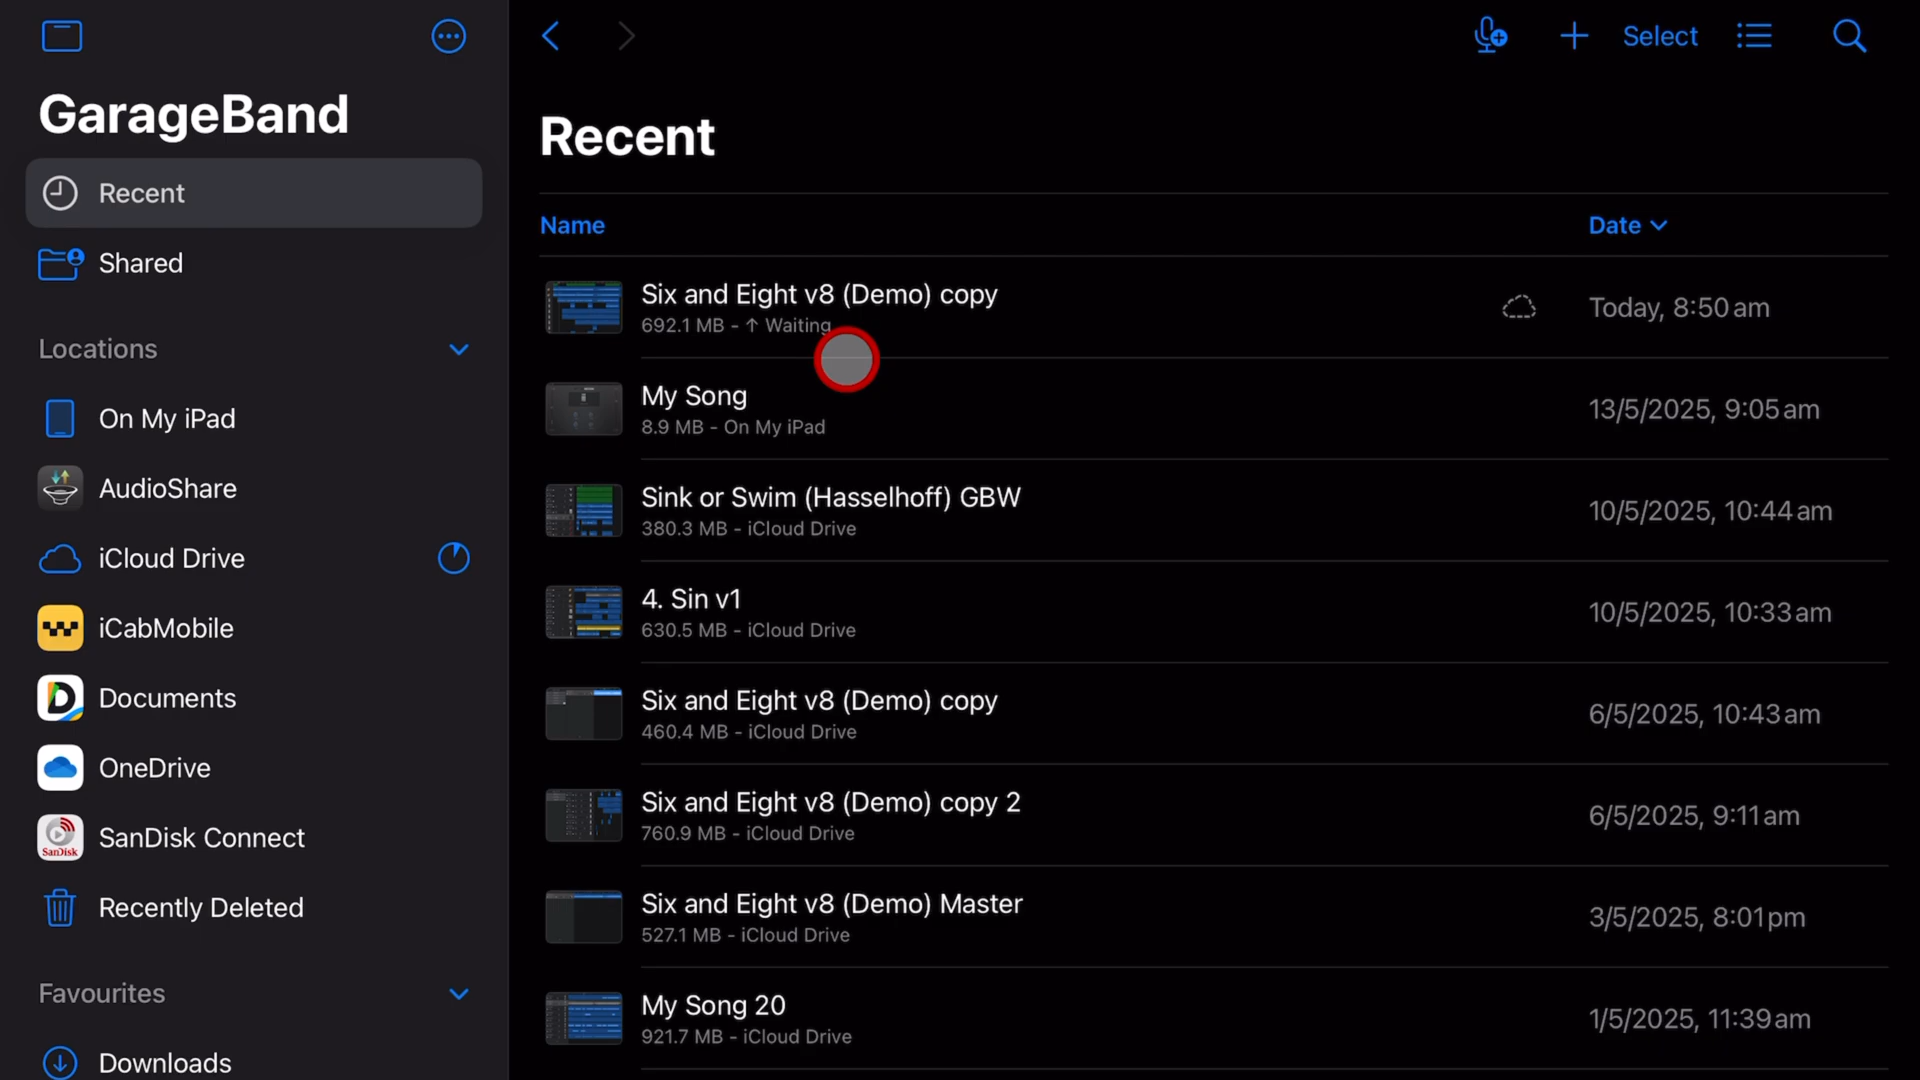 GarageBand
Recent
Shared
Locations
On My iPad
AudioShare
iCloud Drive
iCabMobile
Documents
OneDrive
SanDisk
SanDisk Connect
Recently Deleted
Favourites
Downloads
Select
Recent
Name
Date
Six and Eight v8 (Demo) copy
692.1 MB - ↑ Waiting
Today, 8:50 am
My Song
8.9 MB - On My iPad
13/5/2025, 9:05 am
Sink or Swim (Hasselhoff) GBW
380.3 MB - iCloud Drive
10/5/2025, 10:44 am
4. Sin v1
630.5 MB - iCloud Drive
10/5/2025, 10:33 am
Six and Eight v8 (Demo) copy
460.4 MB - iCloud Drive
6/5/2025, 10:43 am
Six and Eight v8 (Demo) copy 2
760.9 MB - iCloud Drive
6/5/2025, 9:11 am
Six and Eight v8 (Demo) Master
527.1 MB - iCloud Drive
3/5/2025, 8:01 pm
My Song 20
921.7 MB - iCloud Drive
1/5/2025, 11:39 am